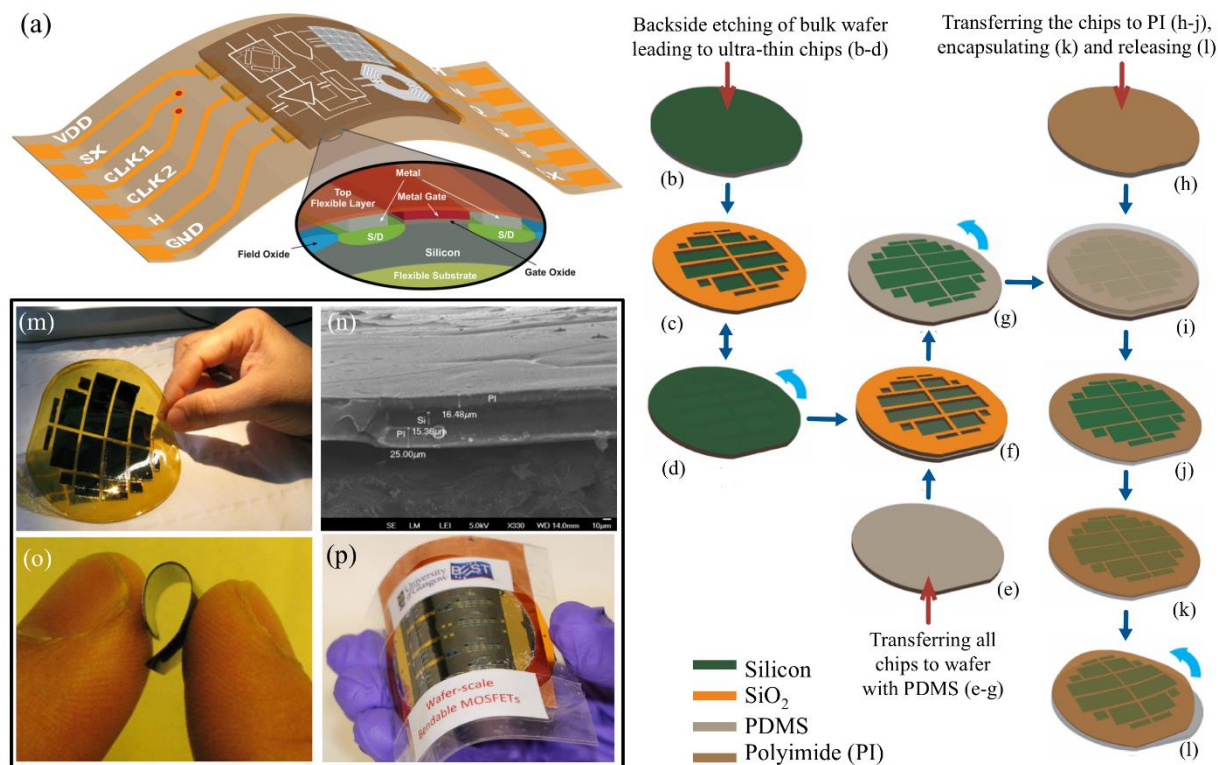 (a)
VDD
SX
CLK1
CLK2
H
GND
Metal
Top
Flexible Layer
Metal Gate
S/D
S/D
Field Oxide
Silicon
Gate Oxide
Flexible Substrate
Backside etching of bulk wafer
leading to ultra-thin chips (b-d)
Transferring the chips to PI (h-j),
encapsulating (k) and releasing (l)
(b)
(h)
(c)
(g)
(i)
(d)
(f)
(j)
(e)
(k)
Transferring all
chips to wafer
with PDMS (e-g)
(l)
Silicon
SiO2
PDMS
Polyimide (PI)
(m)
(n)
PI
16.48µm
Si
15.36µm
PI
25.00µm
SE LM LEI 5.0kV X330 WD 14.0mm 10µm
(o)
(p)
University
of Glasgow
BEST
Wafer-scale
Bendable MOSFETs